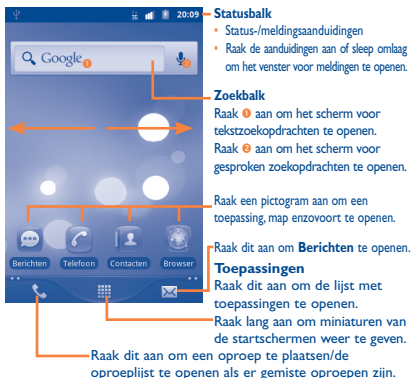 20:09
Google ❶
❷
Berichten
Telefoon
Contacten
Browser
Statusbalk
• Status-/meldingsaanduidingen
• Raak de aanduidingen aan of sleep omlaag
om het venster voor meldingen te openen.
Zoekbalk
Raak ❶ aan om het scherm voor
tekstzoekopdrachten te openen.
Raak ❷ aan om het scherm voor
gesproken zoekopdrachten te openen.
Raak een pictogram aan om een
toepassing, map enzovoort te openen.
Raak dit aan om Berichten te openen.
Toepassingen
Raak dit aan om de lijst met
toepassingen te openen.
Raak lang aan om miniaturen van
de startschermen weer te geven.
Raak dit aan om een oproep te plaatsen/de
oproeplijst te openen als er gemiste oproepen zijn.